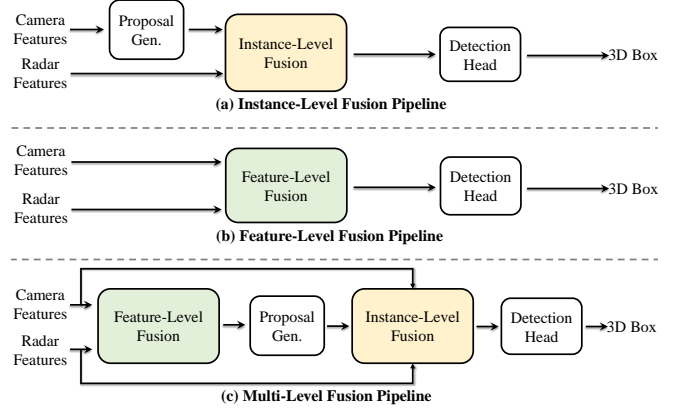 Camera
Features
Proposal
Gen.
Instance-Level
Fusion
Detection
Head
3D Box
Radar
Features
(a) Instance-Level Fusion Pipeline
Camera
Features
Feature-Level
Fusion
Detection
Head
3D Box
Radar
Features
(b) Feature-Level Fusion Pipeline
Camera
Features
Feature-Level
Fusion
Proposal
Gen.
Instance-Level
Fusion
Detection
Head
3D Box
Radar
Features
(c) Multi-Level Fusion Pipeline